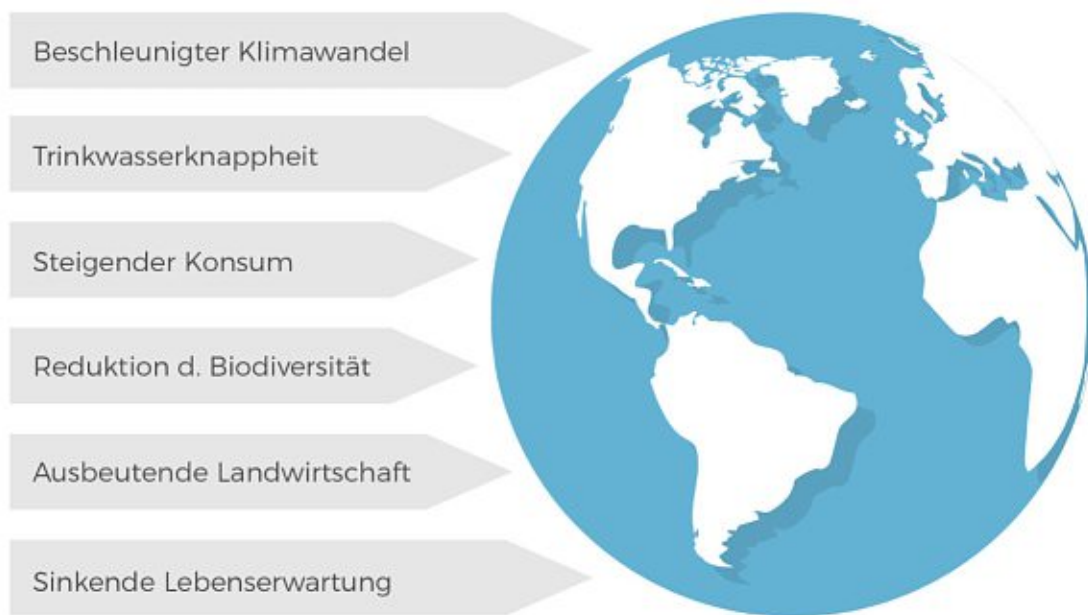 Beschleunigter Klimawandel
Trinkwasserknappheit
Steigender Konsum
Reduktion d. Biodiversität
Ausbeutende Landwirtschaft
Sinkende Lebenserwartung